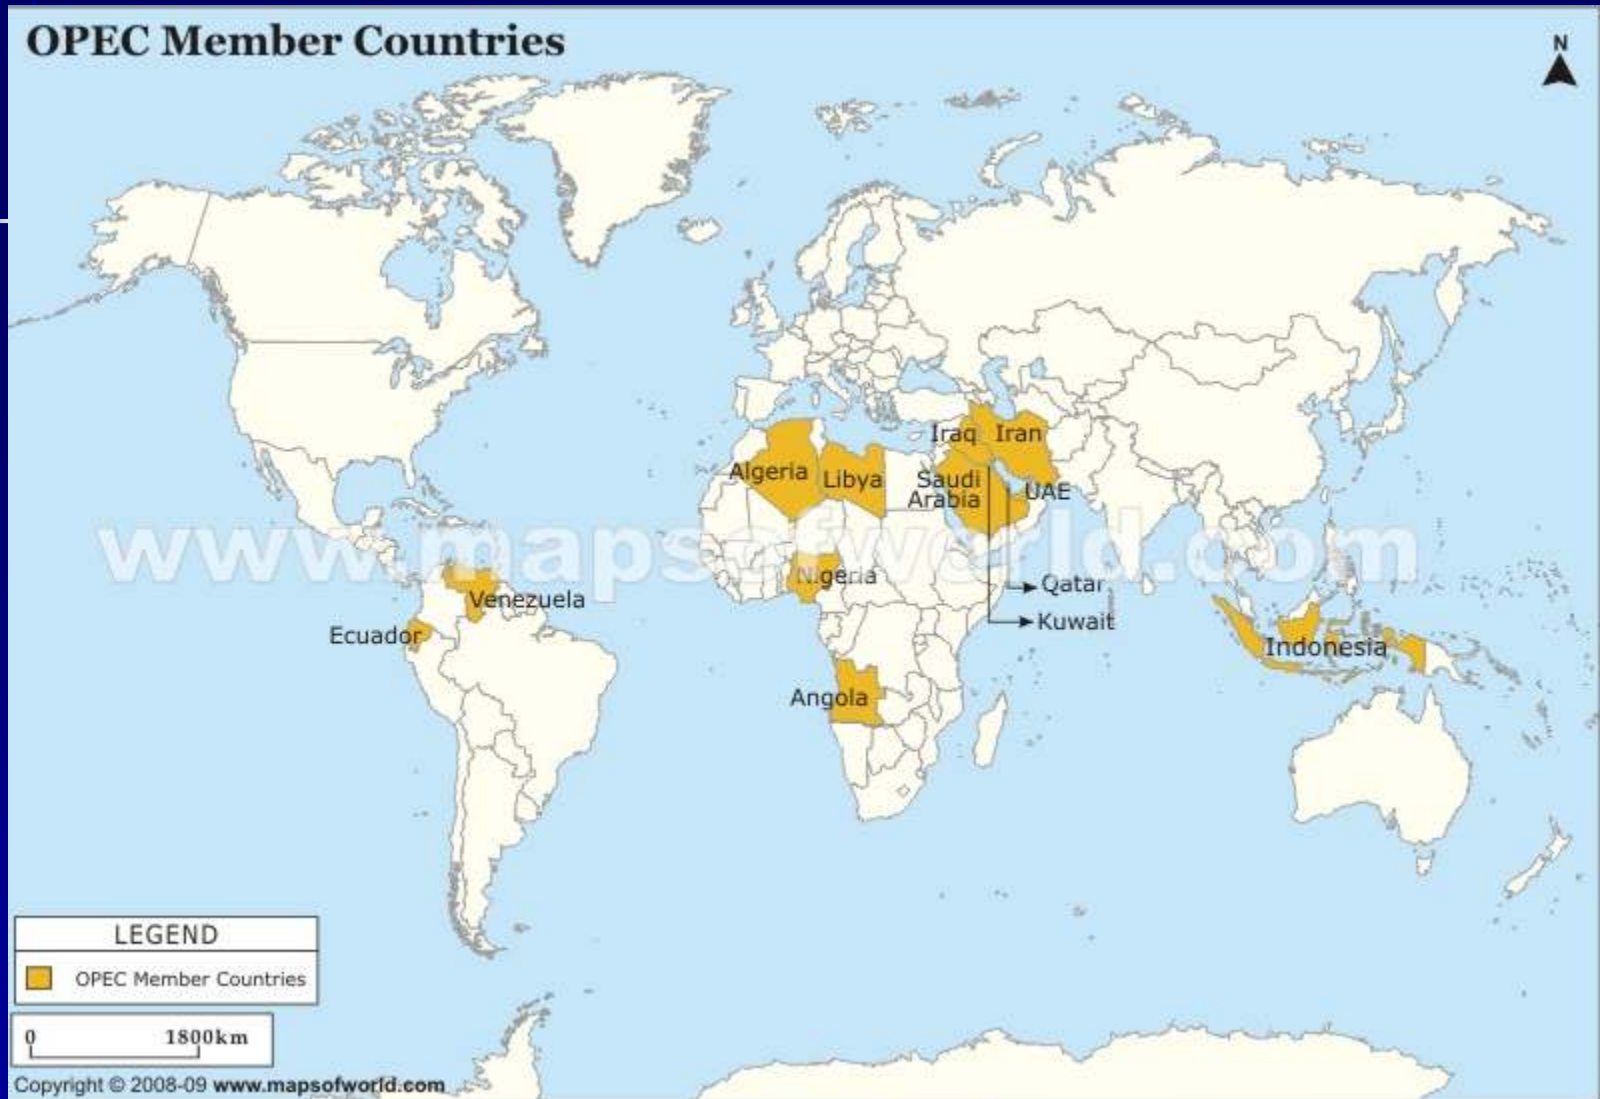 OPEC Member Countries
N
Iraq
Iran
Algeria
Libya
Saudi
Arabia
UAE
www.mapsofworld.com
Nigeria
Qatar
Venezuela
Kuwait
Ecuador
Indonesia
Angola
LEGEND
OPEC Member Countries
0 1800km
Copyright © 2008-09 www.mapsofworld.com